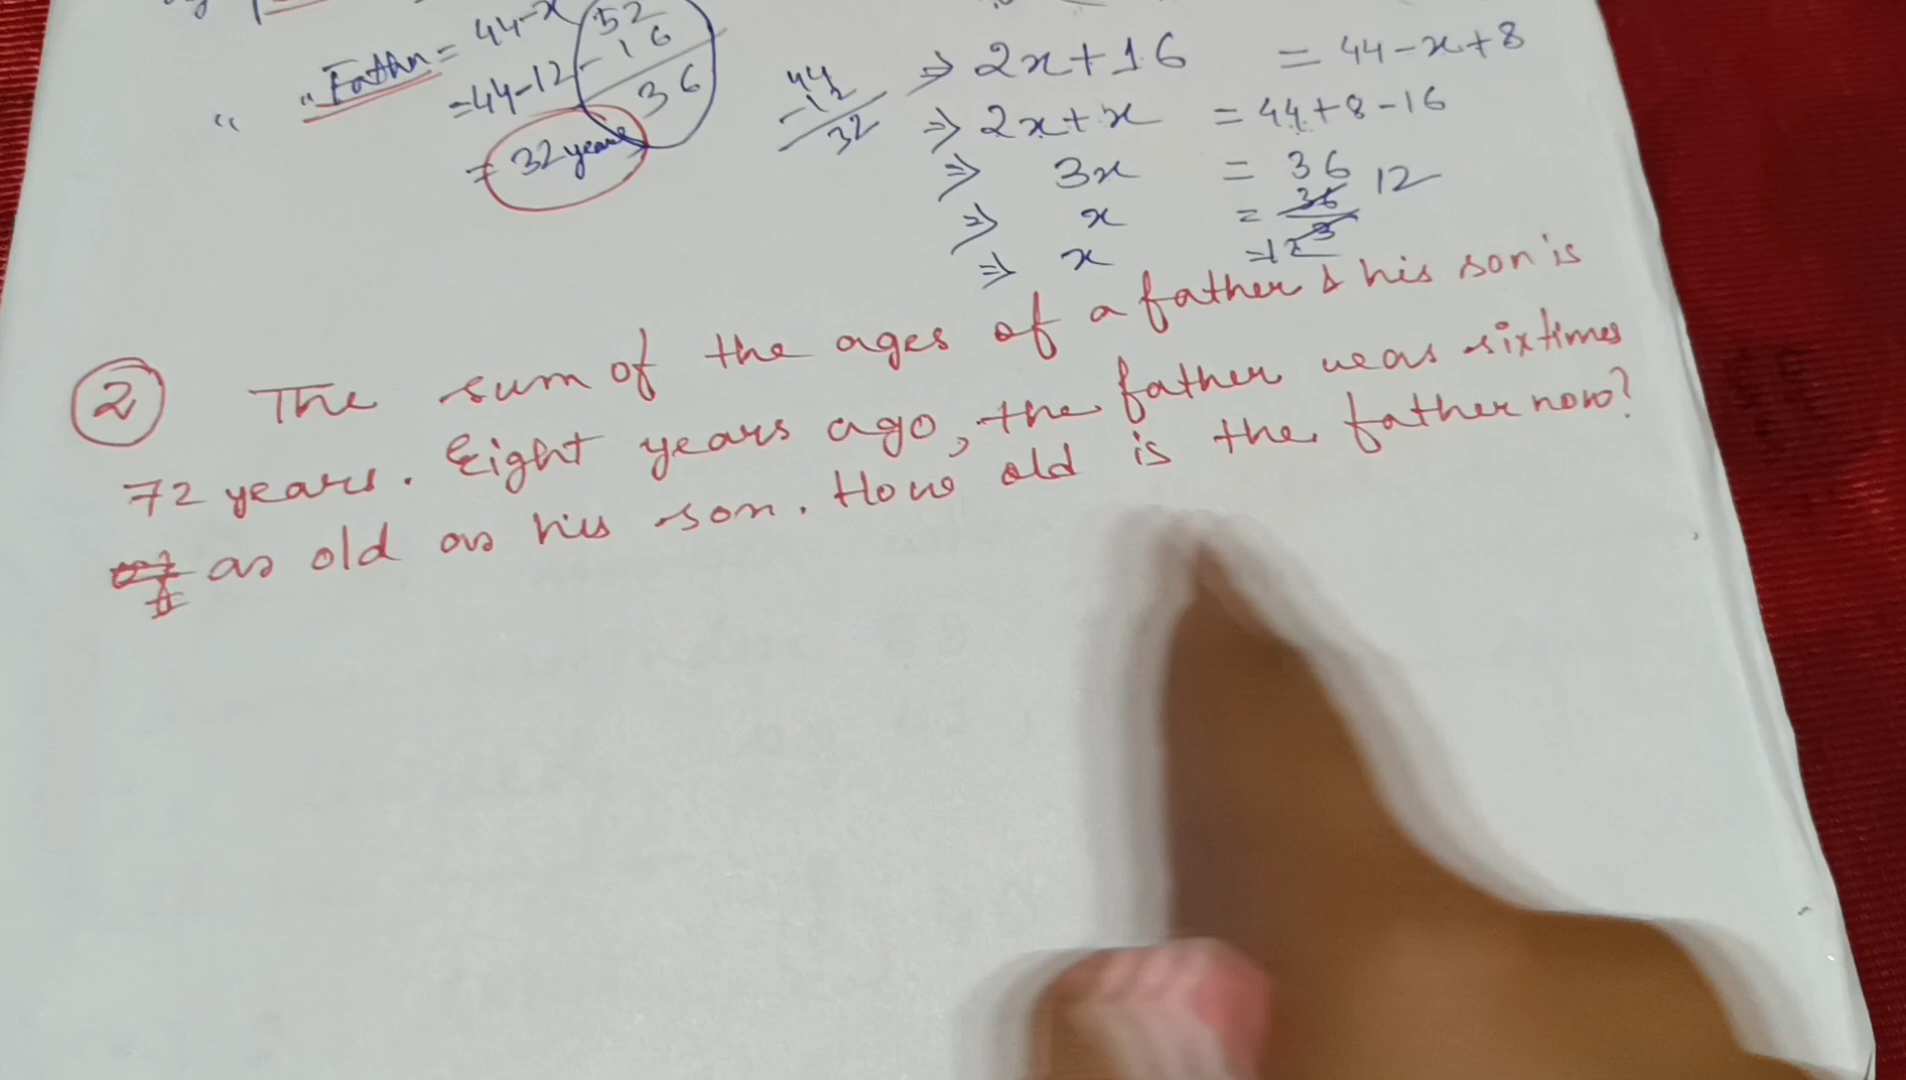 "Father = 44-x
= 44-12
= 32 years
52
- 16
36
44
-12
32
⇒ 2x+16 = 44-x+8
⇒ 2x+x = 44+8-16
⇒ 3x = 36
⇒ x = 36/3 12
⇒ x = 12
② The sum of the ages of a father & his son is
72 years. Eight years ago, the father was six times
as old as his son. How old is the father now?